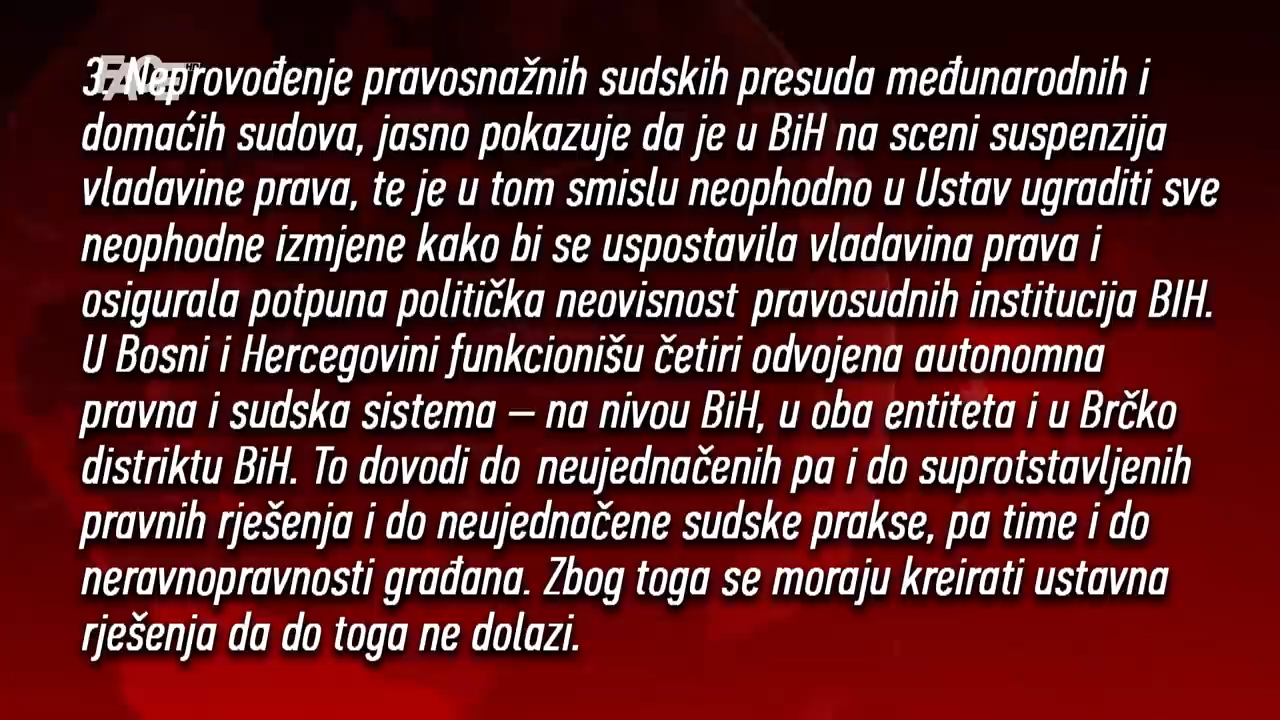 3. Neprovođenje pravosnažnih sudskih presuda međunarodnih i
domaćih sudova, jasno pokazuje da je u BiH na sceni suspenzija
vladavine prava, te je u tom smislu neophodno u Ustav ugraditi sve
neophodne izmjene kako bi se uspostavila vladavina prava i
osigurala potpuna politička neovisnost pravosudnih institucija BIH.
U Bosni i Hercegovini funkcionišu četiri odvojena autonomna
pravna i sudska sistema – na nivou BiH, u oba entiteta i u Brčko
distriktu BiH. To dovodi do neujednačenih pa i do suprotstavljenih
pravnih rješenja i do neujednačene sudske prakse, pa time i do
neravnopravnosti građana. Zbog toga se moraju kreirati ustavna
rješenja da do toga ne dolazi.